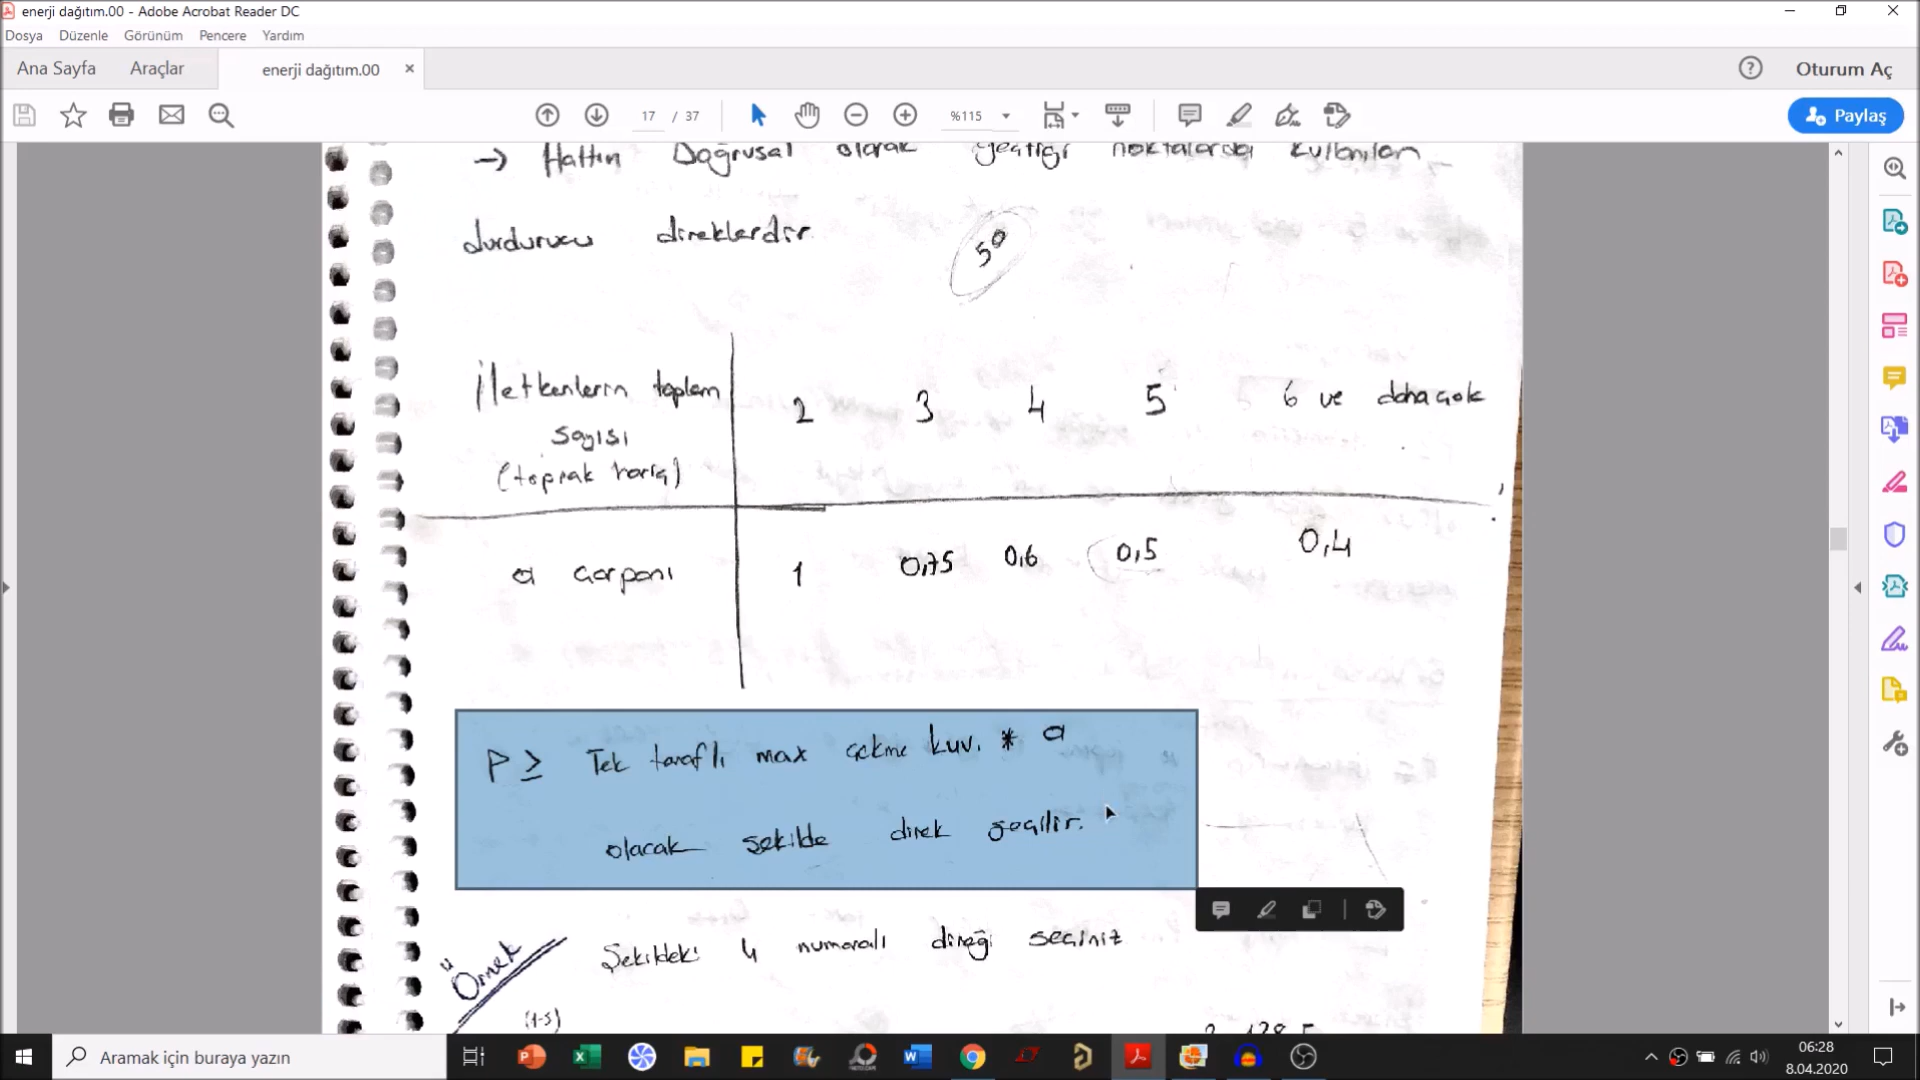 enerji dağıtım.00 - Adobe Acrobat Reader DC
Dosya Düzenle Görünüm Pencere Yardım
Ana Sayfa Araçlar enerji dağıtım.00 × Oturum Aç
17 / 37 %115 Paylaş
→ Hattın Doğrusal olarak geçtiği noktalarda kullanılan
durdurucu direklerdir.
5°
İletkenlerin toplam 2 3 4 5 6 ve daha çok
sayısı
(toprak hariç)
a çarpanı 1 0,75 0,6 0,5 0,4
P ≥ Tek taraflı max çekme kuv. * a
olacak şekilde direk seçilir.
Örnek Şekildeki 4 numaralı direği seçiniz
(1-5)
Aramak için buraya yazın
06:28
8.04.2020